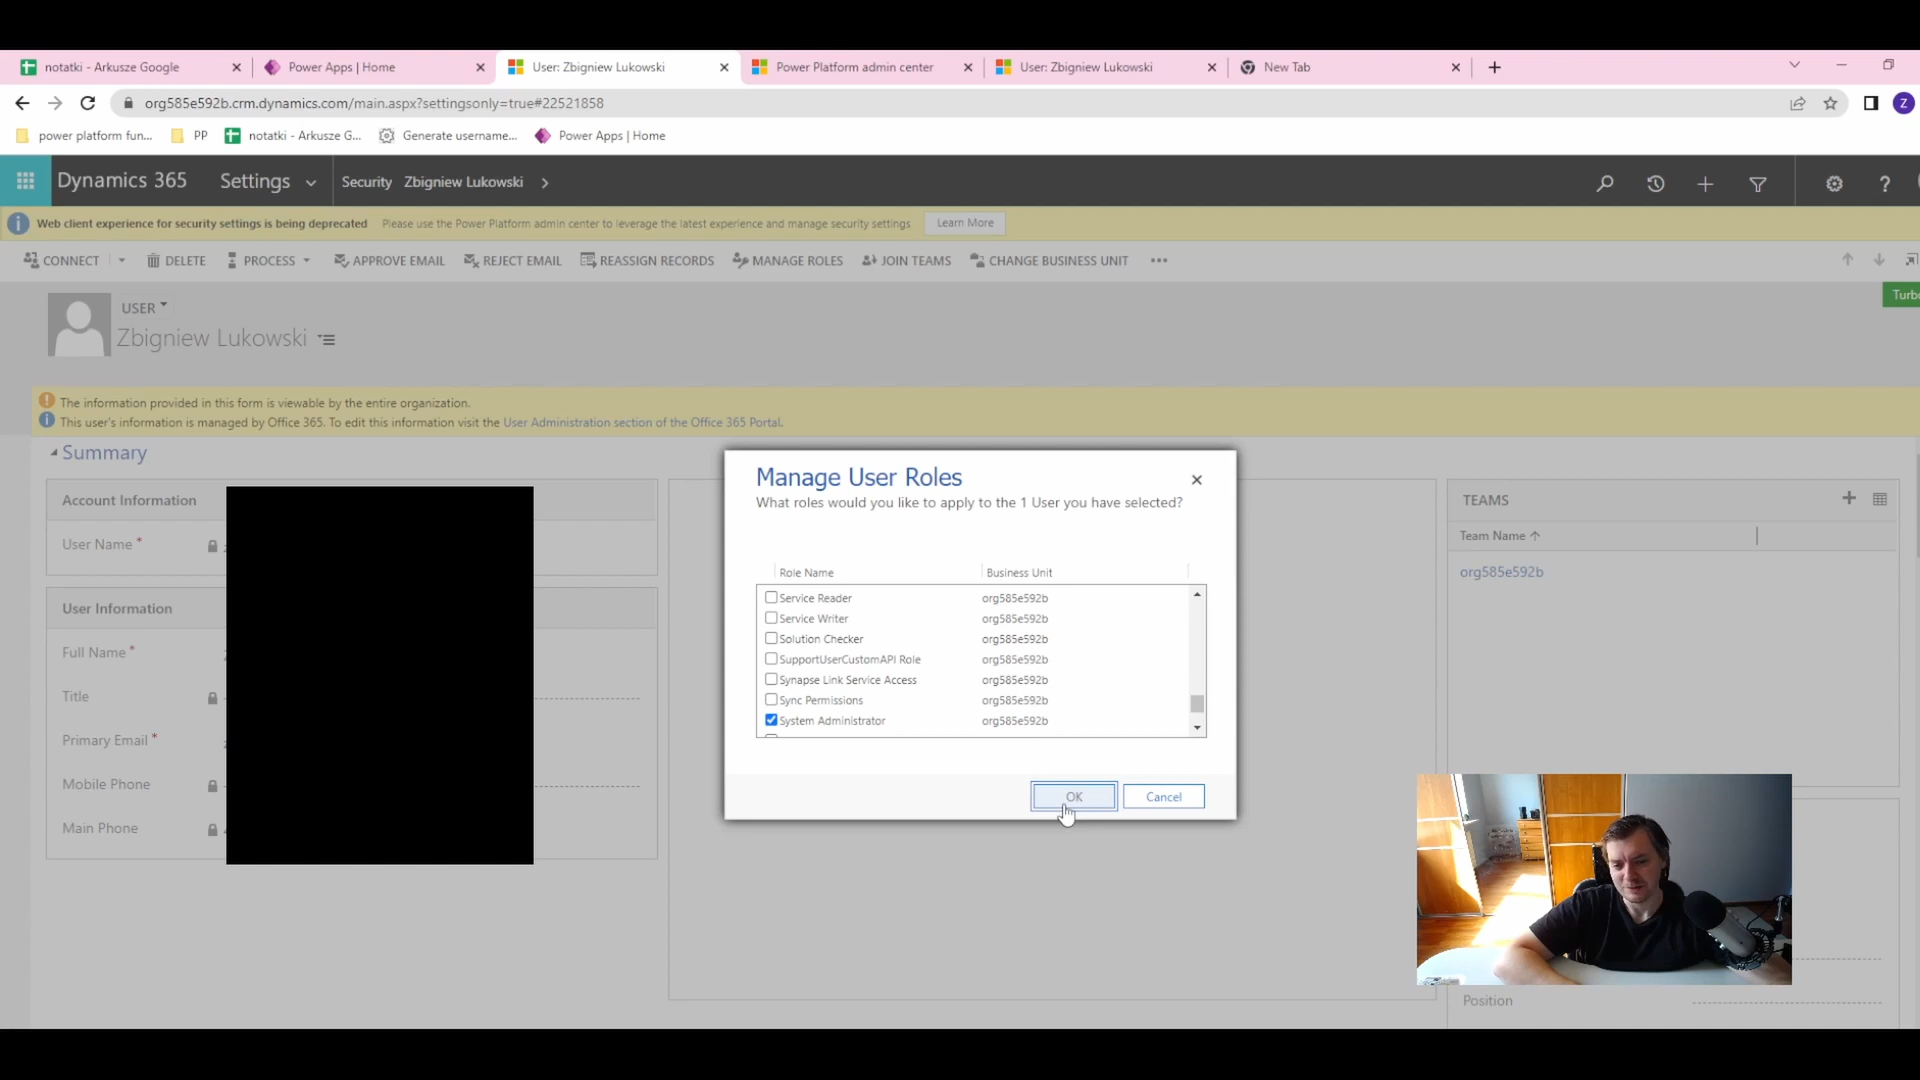 notatki - Arkusze Google
Power Apps | Home
User: Zbigniew Lukowski
Power Platform admin center
User: Zbigniew Lukowski
New Tab
org585e592b.crm.dynamics.com/main.aspx?settingsonly=true#22521858
Z
power platform fun...
PP
notatki - Arkusze G...
Generate username...
Power Apps | Home
Dynamics 365
Settings
Security
Zbigniew Lukowski
Web client experience for security settings is being deprecated
Please use the Power Platform admin center to leverage the latest experience and manage security settings
Learn More
CONNECT
DELETE
PROCESS
APPROVE EMAIL
REJECT EMAIL
REASSIGN RECORDS
MANAGE ROLES
JOIN TEAMS
CHANGE BUSINESS UNIT
Turbo
USER
Zbigniew Lukowski
The information provided in this form is viewable by the entire organization.
This user's information is managed by Office 365. To edit this information visit the User Administration section of the Office 365 Portal.
Summary
Account Information
User Name *
User Information
Full Name *
Title
Primary Email *
Mobile Phone
Main Phone
Manage User Roles
What roles would you like to apply to the 1 User you have selected?
Role Name
Business Unit
Service Reader org585e592b
Service Writer org585e592b
Solution Checker org585e592b
SupportUserCustomAPI Role org585e592b
Synapse Link Service Access org585e592b
Sync Permissions org585e592b
System Administrator org585e592b
OK
Cancel
TEAMS
Team Name
org585e592b
Position